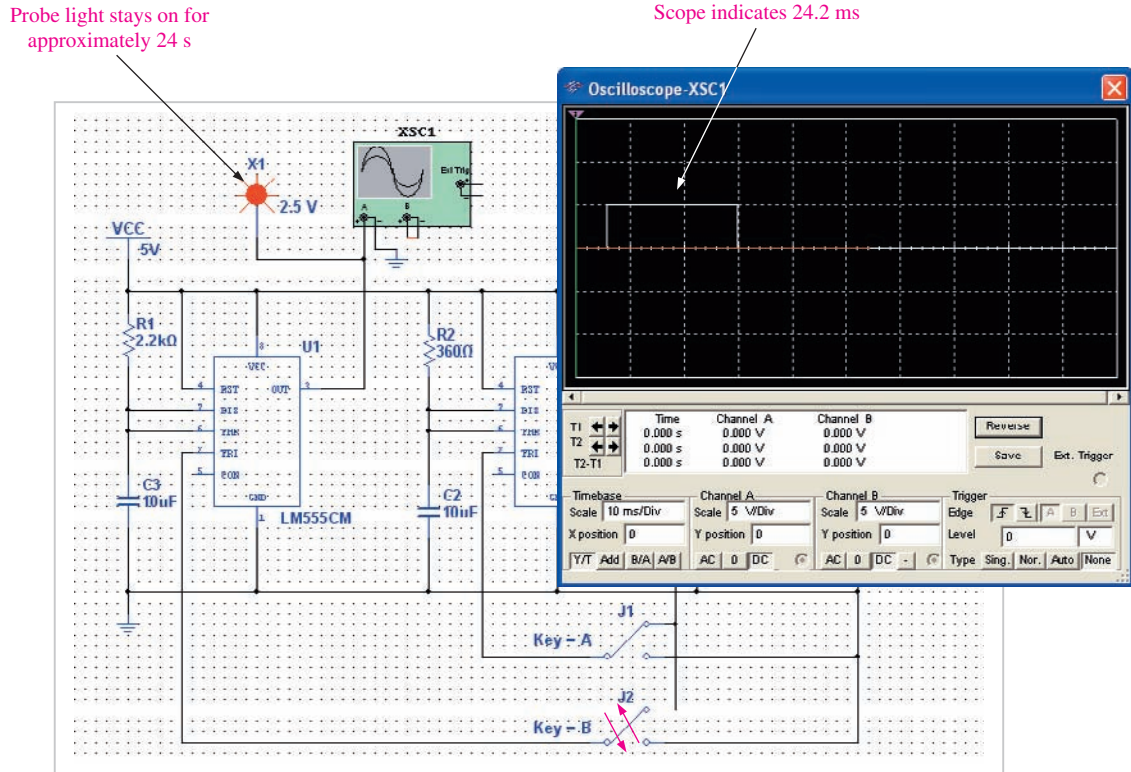 Probe light stays on for
approximately 24 s
Scope indicates 24.2 ms
Oscilloscope-XSC1
XSC1
Ext Trig
A
B
X1
2.5 V
VCC
5V
R1
2.2kΩ
U1
8
VCC
4
RST
OUT
3
7
DIS
6
THR
2
TRI
5
CON
GND
1
LM555CM
C3
10uF
R2
360Ω
4
RST
7
DIS
6
THR
2
TRI
5
CON
GND
C2
10uF
J1
Key = A
J2
Key = B
T1
T2
T2-T1
Time Channel A Channel B
0.000 s 0.000 V 0.000 V
0.000 s 0.000 V 0.000 V
0.000 s 0.000 V 0.000 V
Reverse
Save
Ext. Trigger
Timebase
Scale 10 ms/Div
X position 0
Y/T Add B/A A/B
Channel A
Scale 5 V/Div
Y position 0
AC 0 DC
Channel B
Scale 5 V/Div
Y position 0
AC 0 DC -
Trigger
Edge A B Ext
Level 0 V
Type Sing. Nor. Auto None